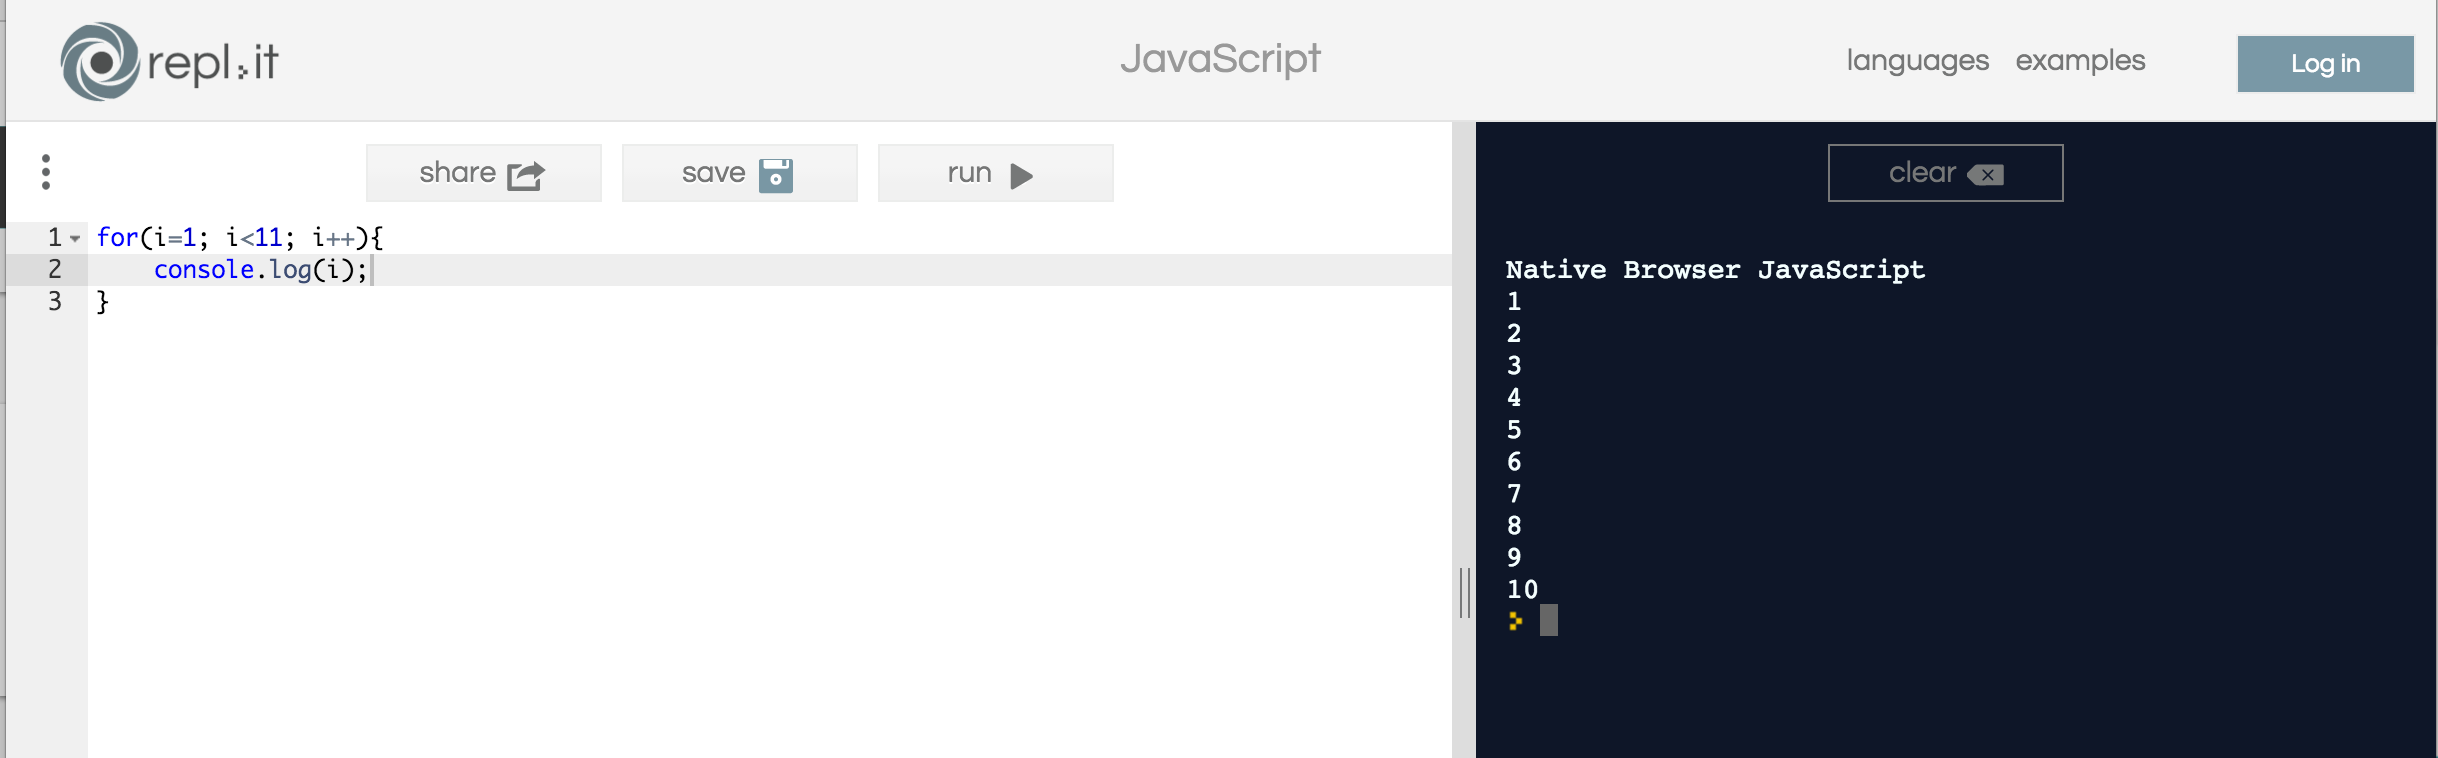 repl.it
JavaScript
languages examples
Log in
share
save
run
clear
1 for(i=1; i<11; i++){
2     console.log(i);
3 }
Native Browser JavaScript
1
2
3
4
5
6
7
8
9
10
>